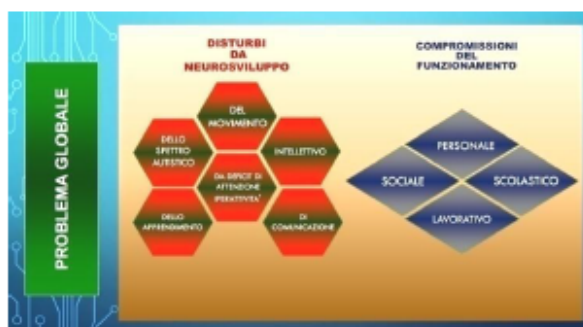 PROBLEMA GLOBALE
DISTURBI
DA
NEUROSVILUPPO
DEL
MOVIMENTO
DELLO
SPETTRO
AUTISTICO
INTELLETTIVO
DA DEFICIT DI
ATTENZIONE
IPERATTIVITA'
DELLO
APPRENDIMENTO
DI
COMUNICAZIONE
COMPROMISSIONI
DEL
FUNZIONAMENTO
PERSONALE
SOCIALE
SCOLASTICO
LAVORATIVO